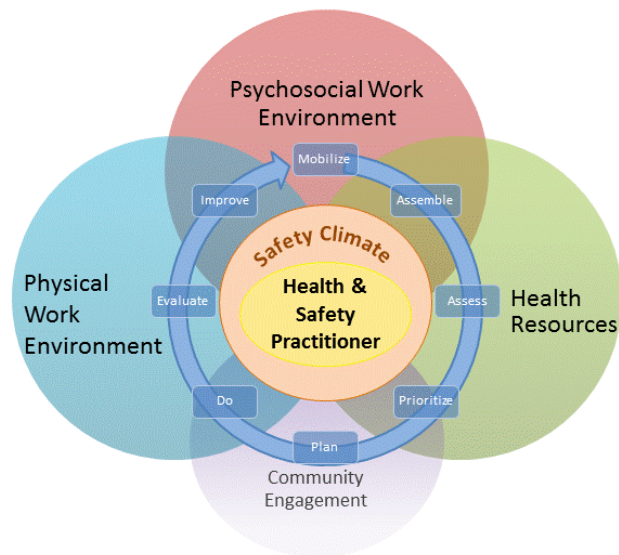 Psychosocial Work
Environment
Mobilize
Improve
Assemble
Safety Climate
Health &
Safety
Practitioner
Physical
Work
Environment
Evaluate
Assess
Health
Resources
Do
Prioritize
Plan
Community
Engagement